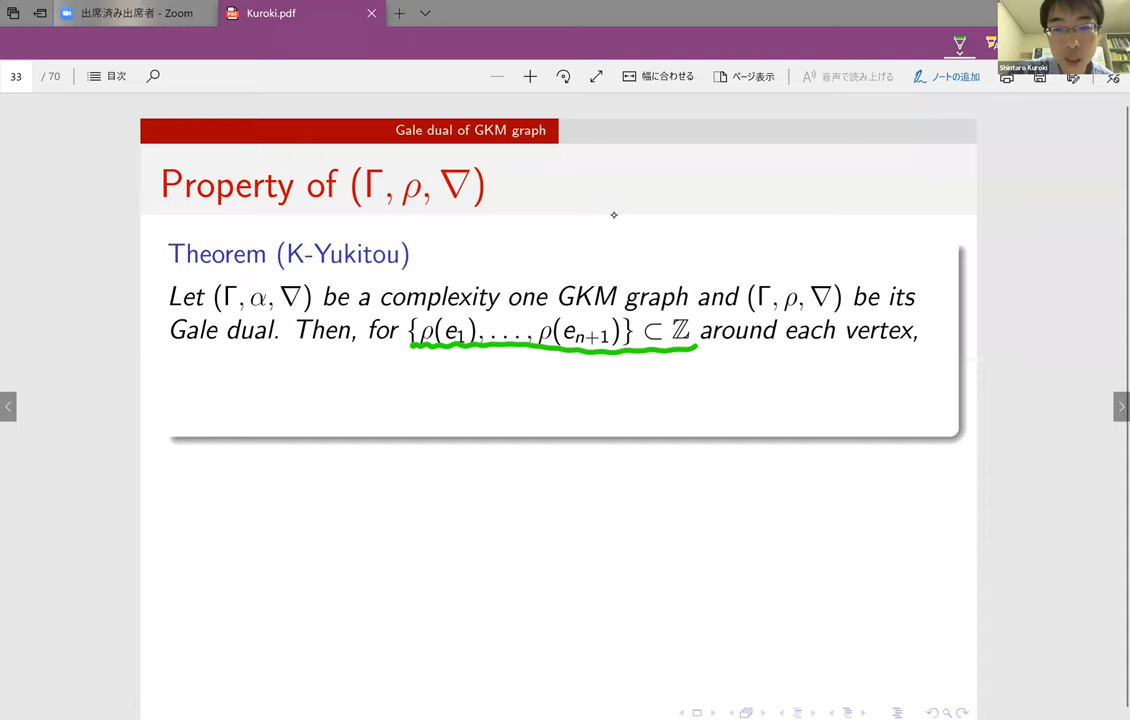 出席済み出席者 - Zoom
Kuroki.pdf
33 / 70
目次
幅に合わせる
ページ表示
音声で読み上げる
ノートの追加
Shintaro Kuroki
Gale dual of GKM graph
Property of (Γ, ρ, ∇)
Theorem (K-Yukitou)
Let (Γ, α, ∇) be a complexity one GKM graph and (Γ, ρ, ∇) be its
Gale dual. Then, for {ρ(e₁), . . . , ρ(eₙ₊₁)} ⊂ ℤ around each vertex,